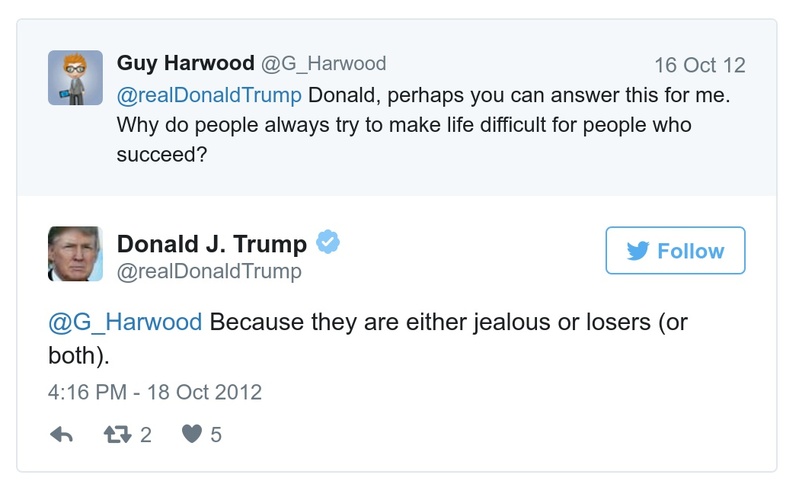 Guy Harwood @G_Harwood 16 Oct 12
@realDonaldTrump Donald, perhaps you can answer this for me.
Why do people always try to make life difficult for people who
succeed?
Donald J. Trump
@realDonaldTrump
Follow
@G_Harwood Because they are either jealous or losers (or
both).
4:16 PM - 18 Oct 2012
2 5